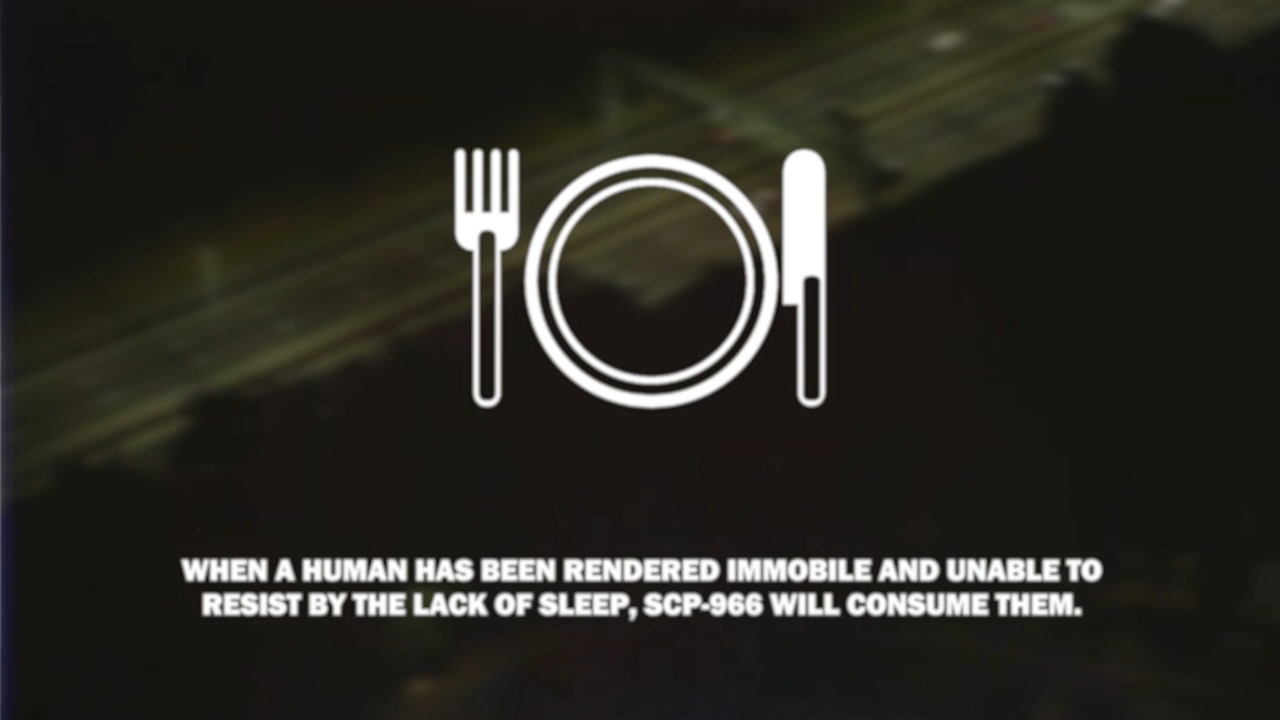 WHEN A HUMAN HAS BEEN RENDERED IMMOBILE AND UNABLE TO
RESIST BY THE LACK OF SLEEP, SCP-966 WILL CONSUME THEM.